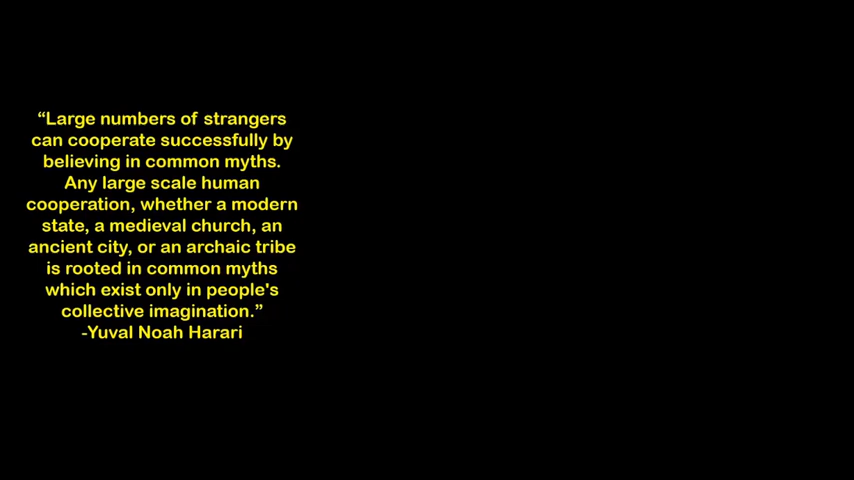 “Large numbers of strangers
can cooperate successfully by
believing in common myths.
Any large scale human
cooperation, whether a modern
state, a medieval church, an
ancient city, or an archaic tribe
is rooted in common myths
which exist only in people's
collective imagination.”
-Yuval Noah Harari